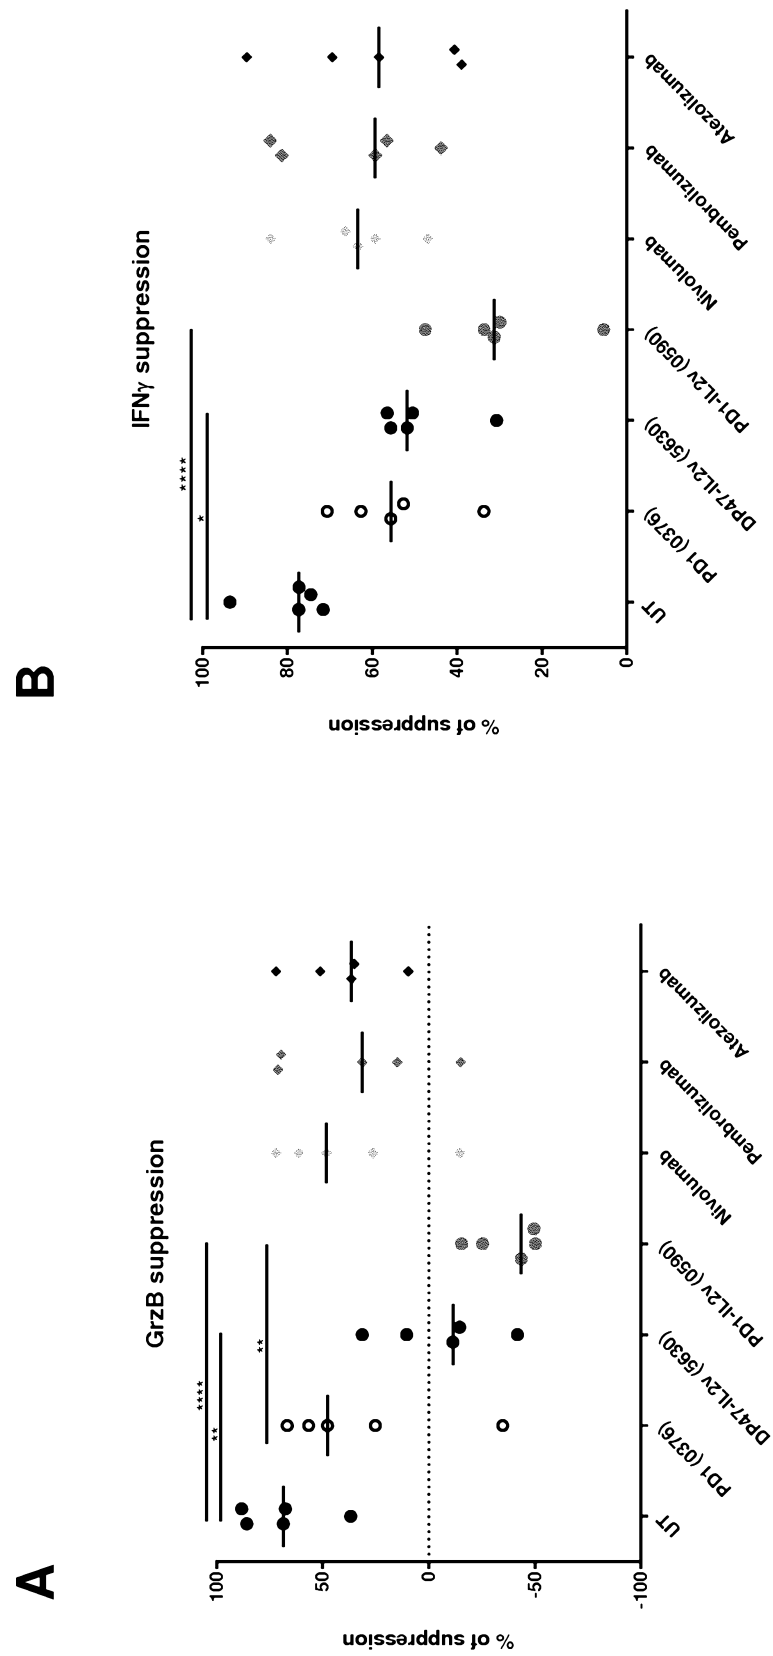 A
GrzB suppression
****
**
**
% of suppression
100
50
0
-50
-100
UT
PD1 (0376)
DP47-IL2v (5630)
PD1-IL2v (0590)
Nivolumab
Pembrolizumab
Atezolizumab
B
IFNγ suppression
****
*
% of suppression
100
80
60
40
20
0
UT
PD1 (0376)
DP47-IL2v (5630)
PD1-IL2v (0590)
Nivolumab
Pembrolizumab
Atezolizumab